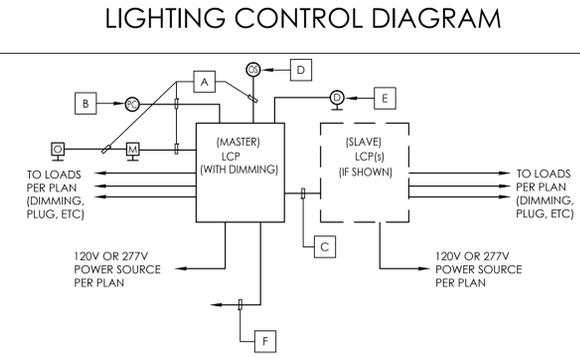 LIGHTING CONTROL DIAGRAM
A
OS
D
B
PC
D
E
O
M
(MASTER)
LCP
(WITH DIMMING)
(SLAVE)
LCP(s)
(IF SHOWN)
TO LOADS
PER PLAN
(DIMMING,
PLUG, ETC)
TO LOADS
PER PLAN
(DIMMING,
PLUG, ETC)
C
120V OR 277V
POWER SOURCE
PER PLAN
120V OR 277V
POWER SOURCE
PER PLAN
F